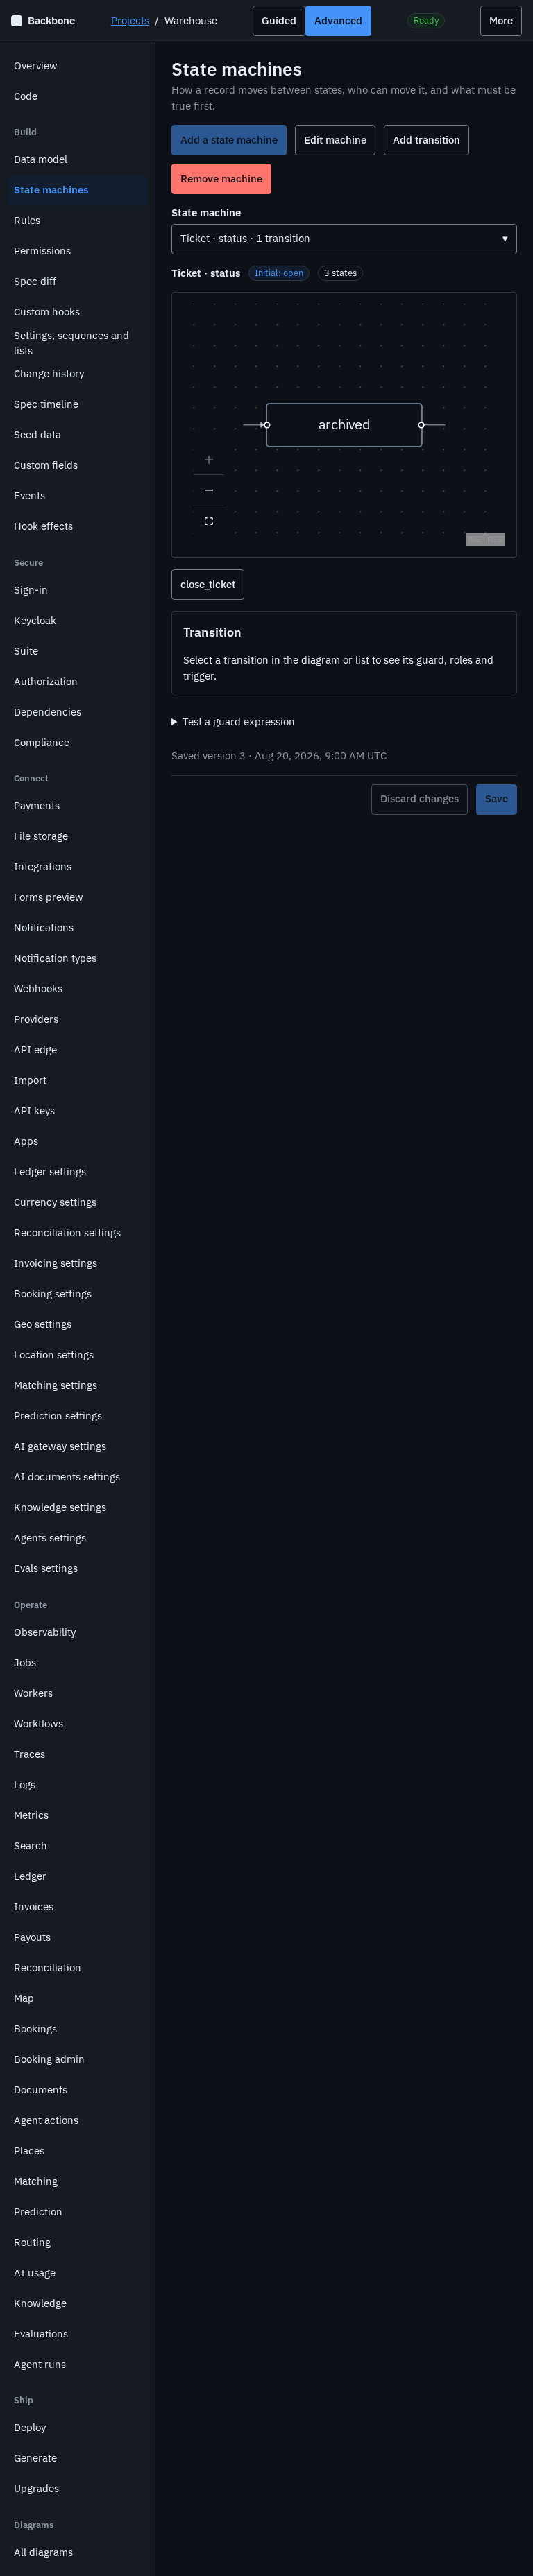 Backbone
Projects / Warehouse
Guided
Advanced
Ready
More
Overview
Code
Build
Data model
State machines
Rules
Permissions
Spec diff
Custom hooks
Settings, sequences and
lists
Change history
Spec timeline
Seed data
Custom fields
Events
Hook effects
Secure
Sign-in
Keycloak
Suite
Authorization
Dependencies
Compliance
Connect
Payments
File storage
Integrations
Forms preview
Notifications
Notification types
Webhooks
Providers
API edge
Import
API keys
Apps
Ledger settings
Currency settings
Reconciliation settings
Invoicing settings
Booking settings
Geo settings
Location settings
Matching settings
Prediction settings
AI gateway settings
AI documents settings
Knowledge settings
Agents settings
Evals settings
Operate
Observability
Jobs
Workers
Workflows
Traces
Logs
Metrics
Search
Ledger
Invoices
Payouts
Reconciliation
Map
Bookings
Booking admin
Documents
Agent actions
Places
Matching
Prediction
Routing
AI usage
Knowledge
Evaluations
Agent runs
Ship
Deploy
Generate
Upgrades
Diagrams
All diagrams
State machines
How a record moves between states, who can move it, and what must be
true first.
Add a state machine
Edit machine
Add transition
Remove machine
State machine
Ticket · status · 1 transition
Ticket · status
Initial: open
3 states
archived
close_ticket
Transition
Select a transition in the diagram or list to see its guard, roles and
trigger.
Test a guard expression
Saved version 3 · Aug 20, 2026, 9:00 AM UTC
Discard changes
Save